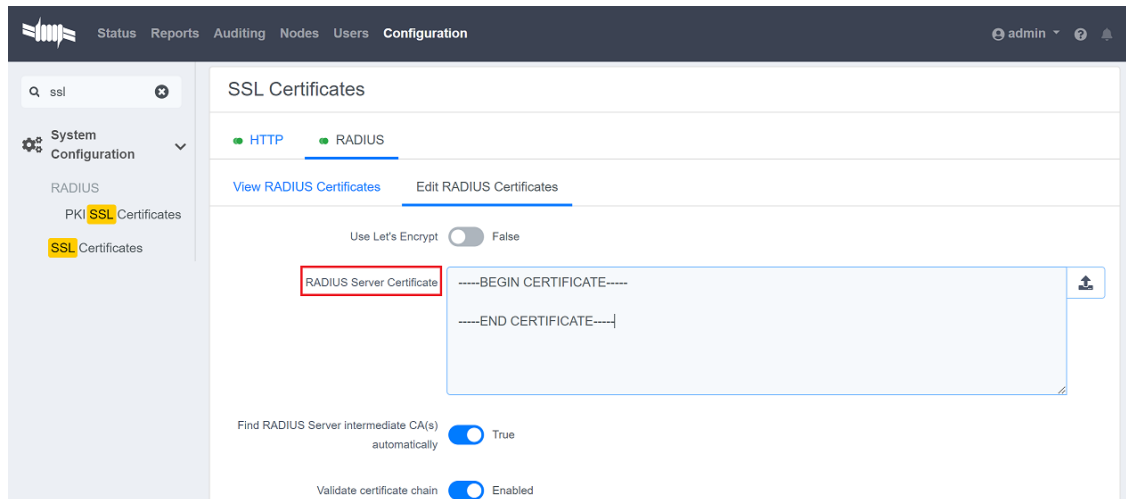 Status Reports Auditing Nodes Users Configuration admin
ssl
System
Configuration
RADIUS
PKI SSL Certificates
SSL Certificates
SSL Certificates
HTTP RADIUS
View RADIUS Certificates Edit RADIUS Certificates
Use Let's Encrypt False
RADIUS Server Certificate -----BEGIN CERTIFICATE-----
-----END CERTIFICATE-----
Find RADIUS Server intermediate CA(s)
automatically True
Validate certificate chain Enabled